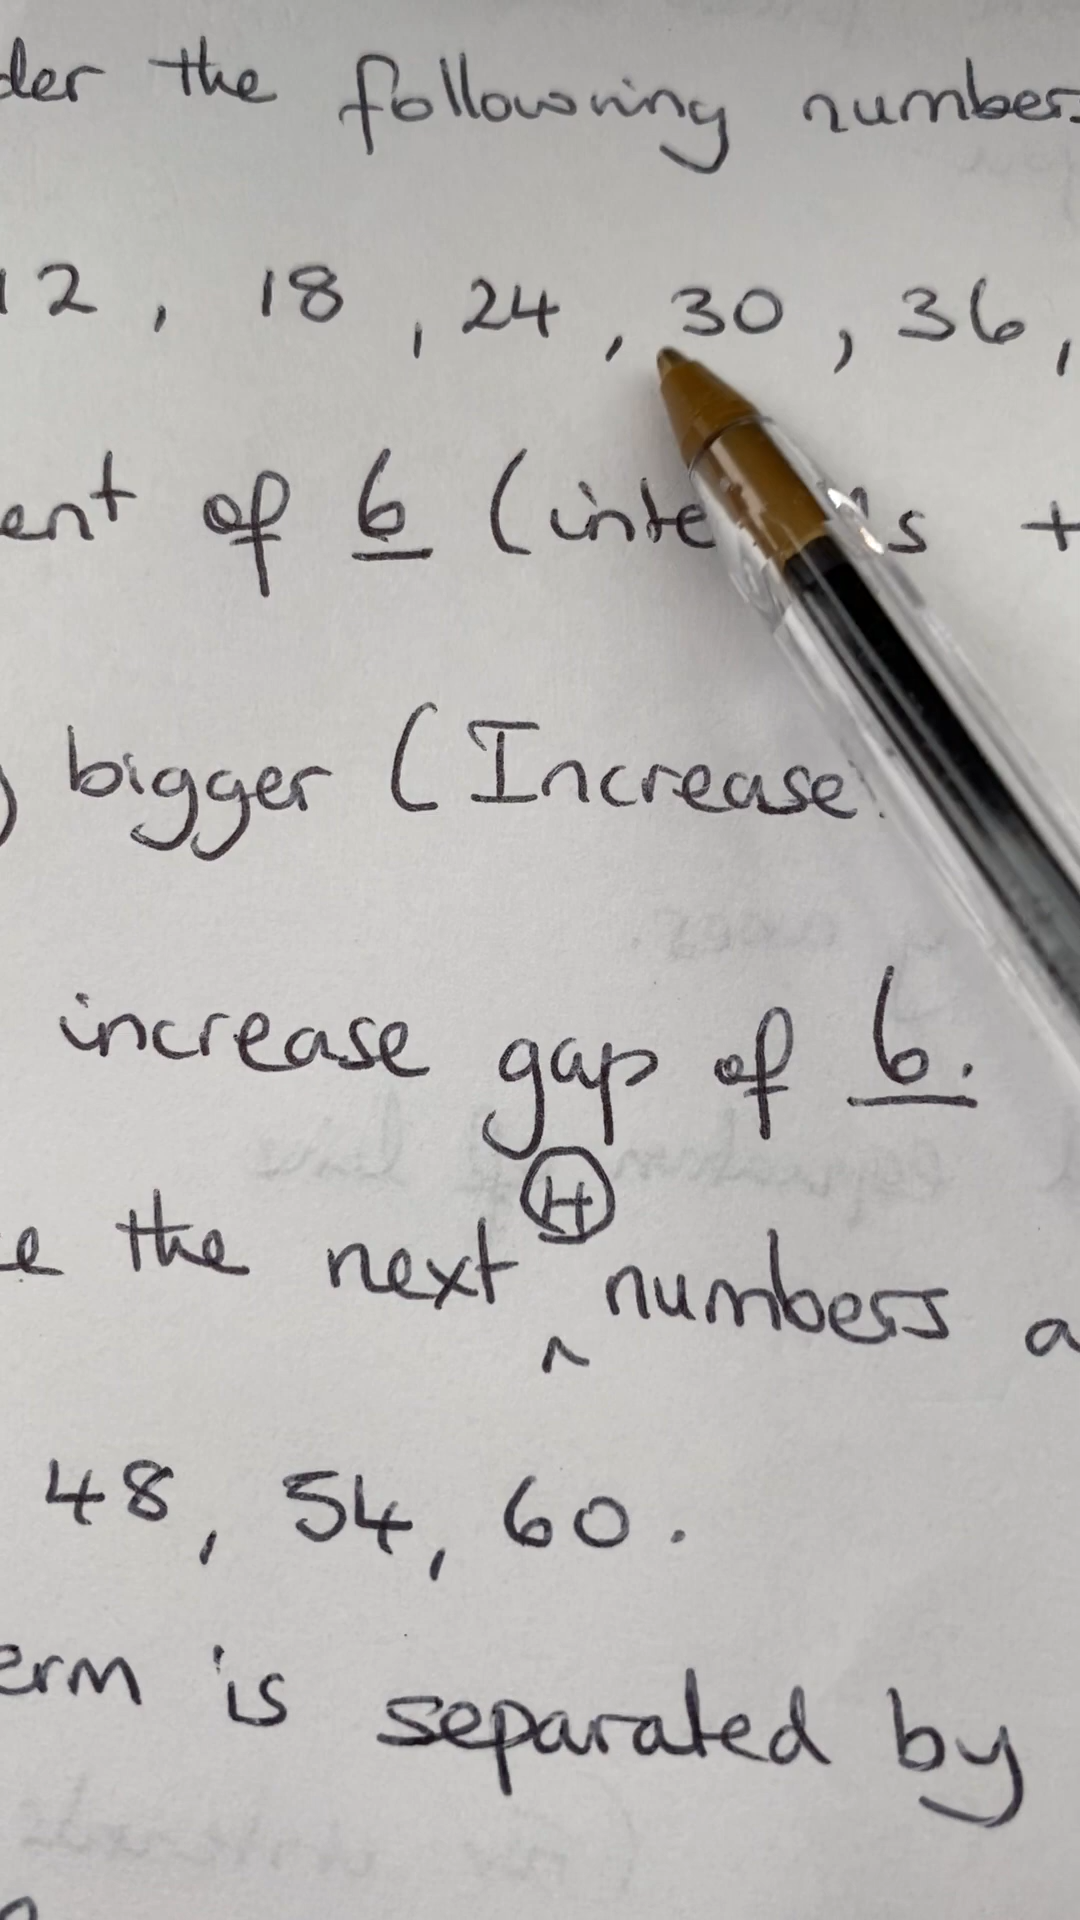 der the following numbers
12 , 18 , 24 , 30 , 36 ,
ent of 6 (inte s +
g bigger ( Increase
increase gap of 6.
4
e the next ^ numbers a
48 , 54 , 60 .
erm is separated by